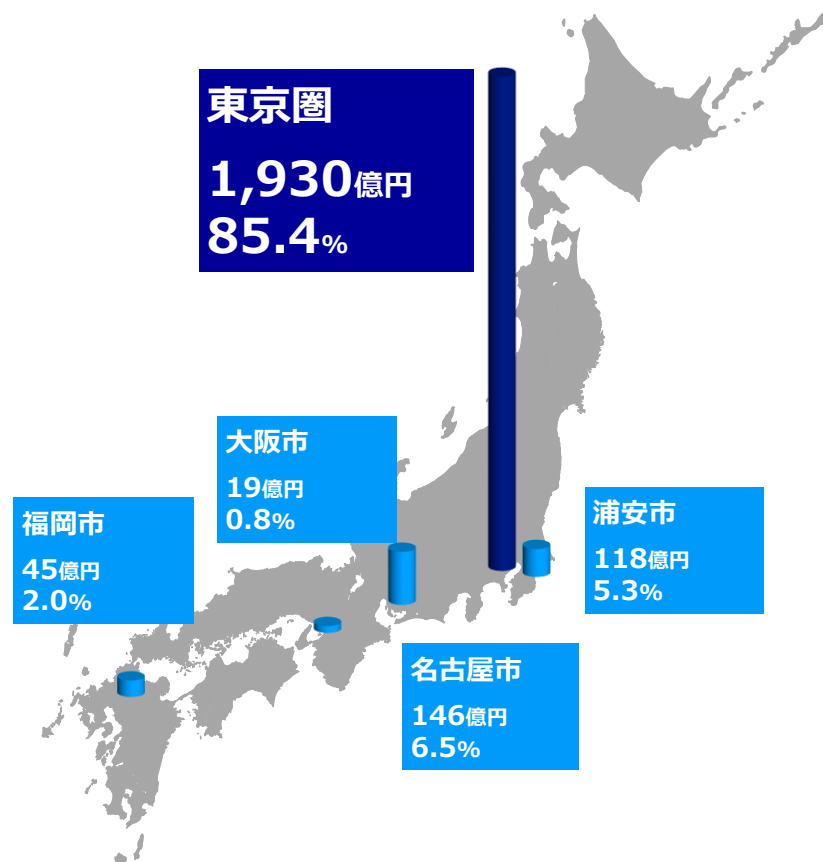 東京圏
1,930億円
85.4%
大阪市
19億円
0.8%
福岡市
45億円
2.0%
浦安市
118億円
5.3%
名古屋市
146億円
6.5%